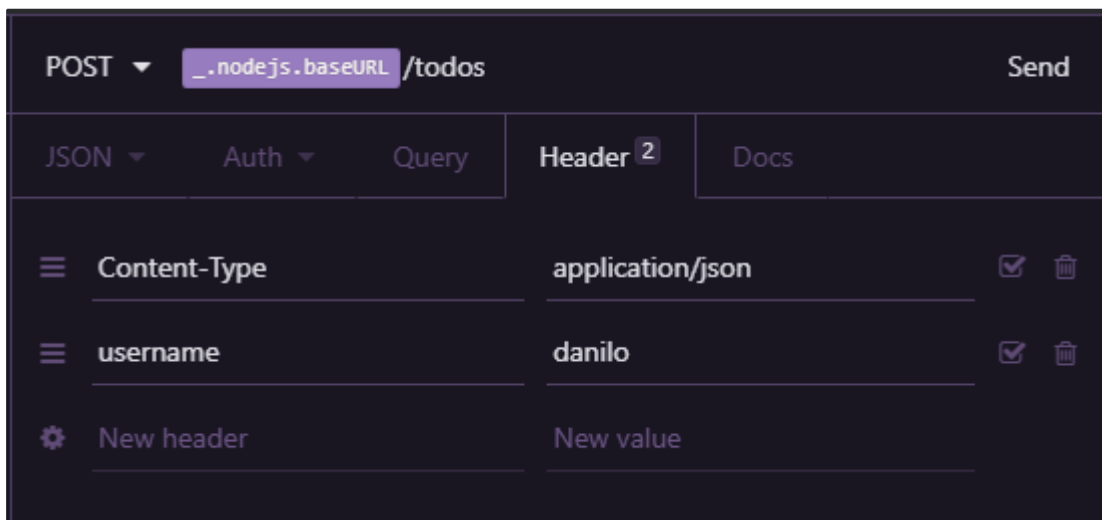 POST _.nodejs.baseURL /todos Send
JSON Auth Query Header 2 Docs
Content-Type application/json
username danilo
New header New value